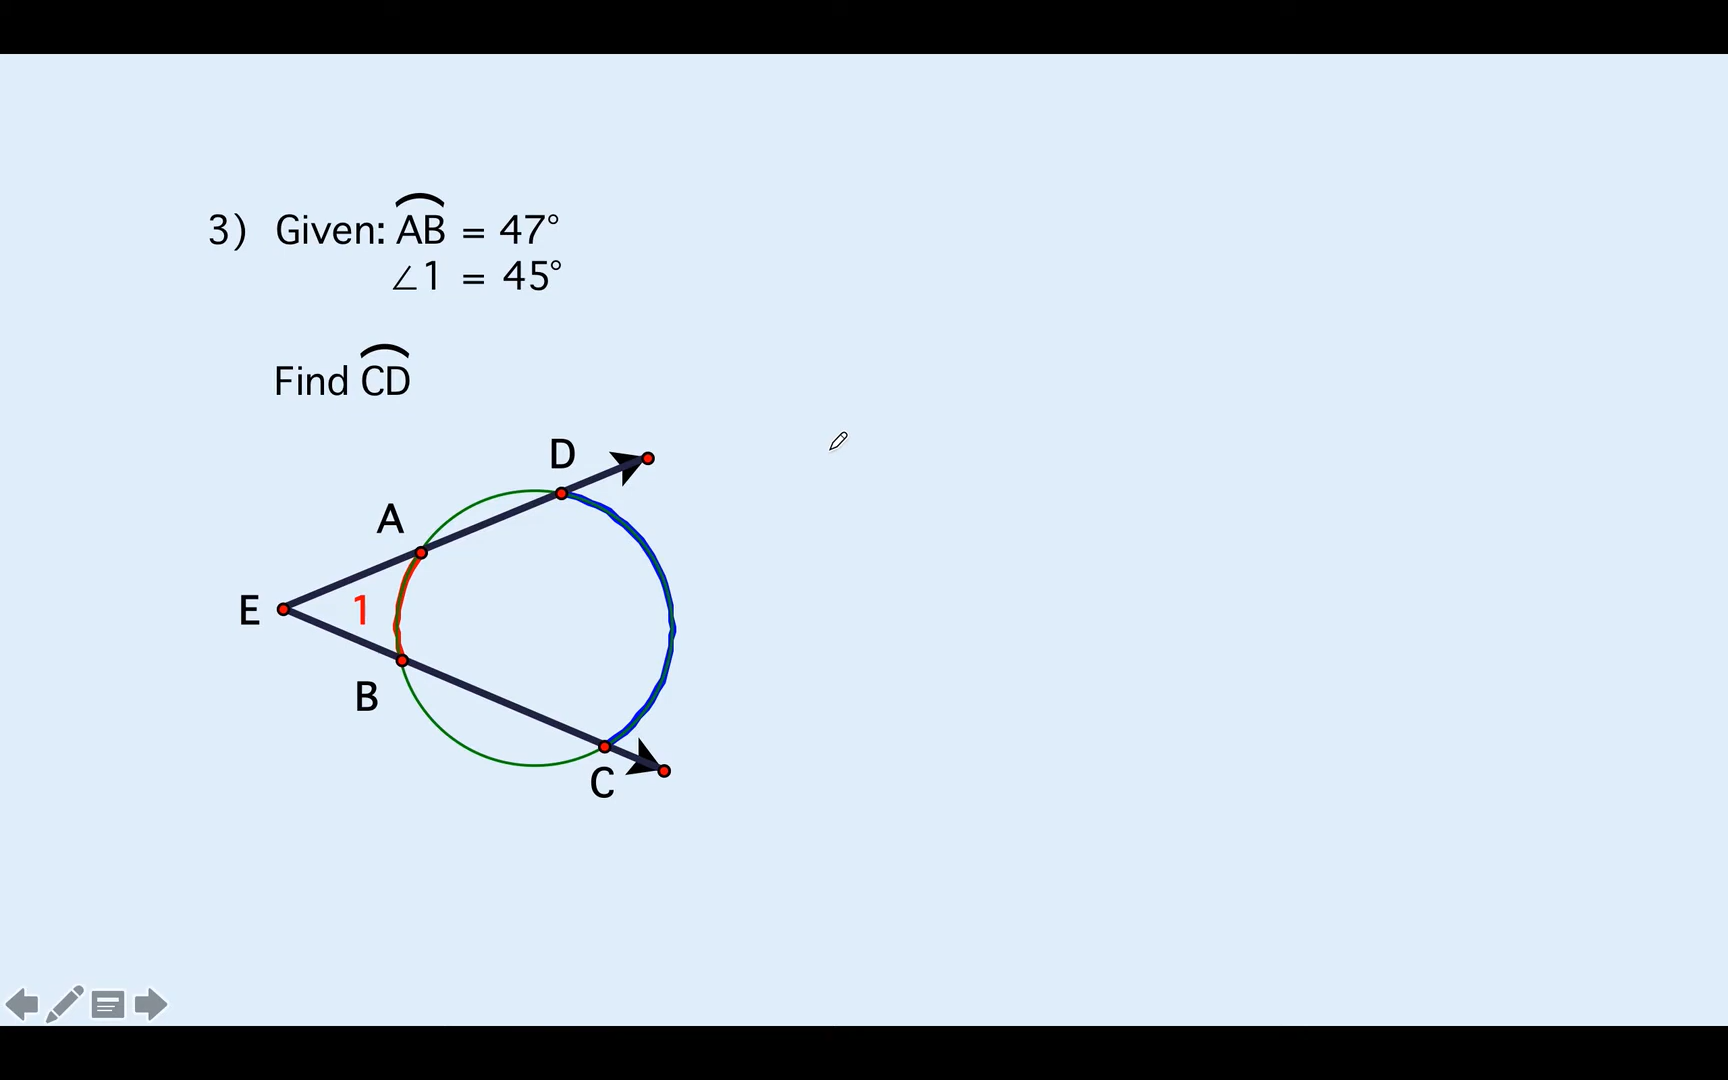 3) Given: AB = 47°
∠1 = 45°
Find CD
D
A
E
1
B
C